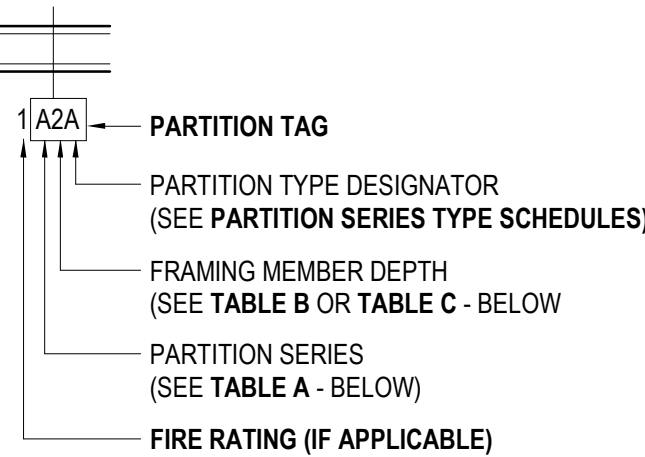 1 A2A PARTITION TAG
PARTITION TYPE DESIGNATOR
(SEE PARTITION SERIES TYPE SCHEDULES)
FRAMING MEMBER DEPTH
(SEE TABLE B OR TABLE C - BELOW
PARTITION SERIES
(SEE TABLE A - BELOW)
FIRE RATING (IF APPLICABLE)